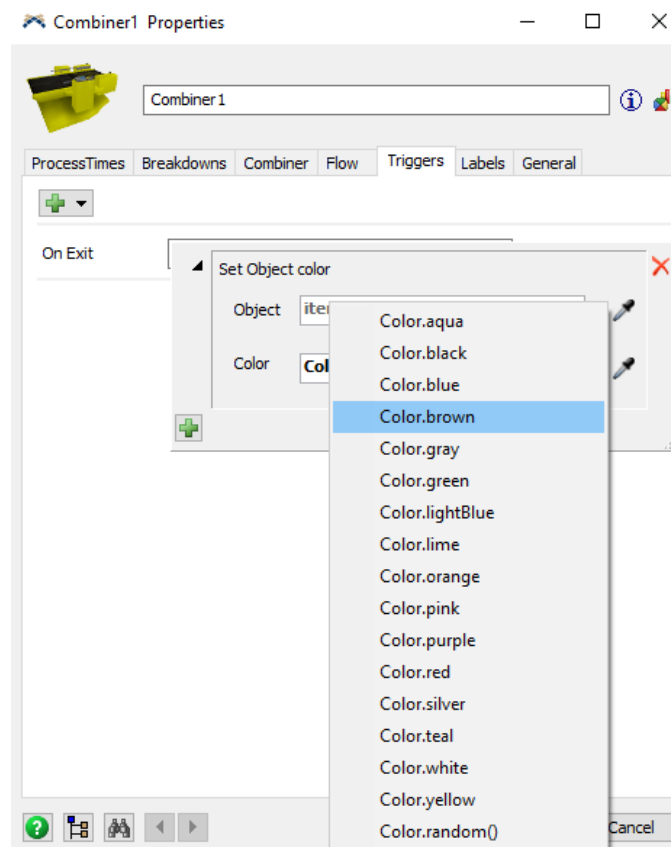 Combiner1 Properties
Combiner1
ProcessTimes Breakdowns Combiner Flow Triggers Labels General
On Exit
Set Object color
Object
Color
Color.aqua
Color.black
Color.blue
Color.brown
Color.gray
Color.green
Color.lightBlue
Color.lime
Color.orange
Color.pink
Color.purple
Color.red
Color.silver
Color.teal
Color.white
Color.yellow
Color.random()
Cancel